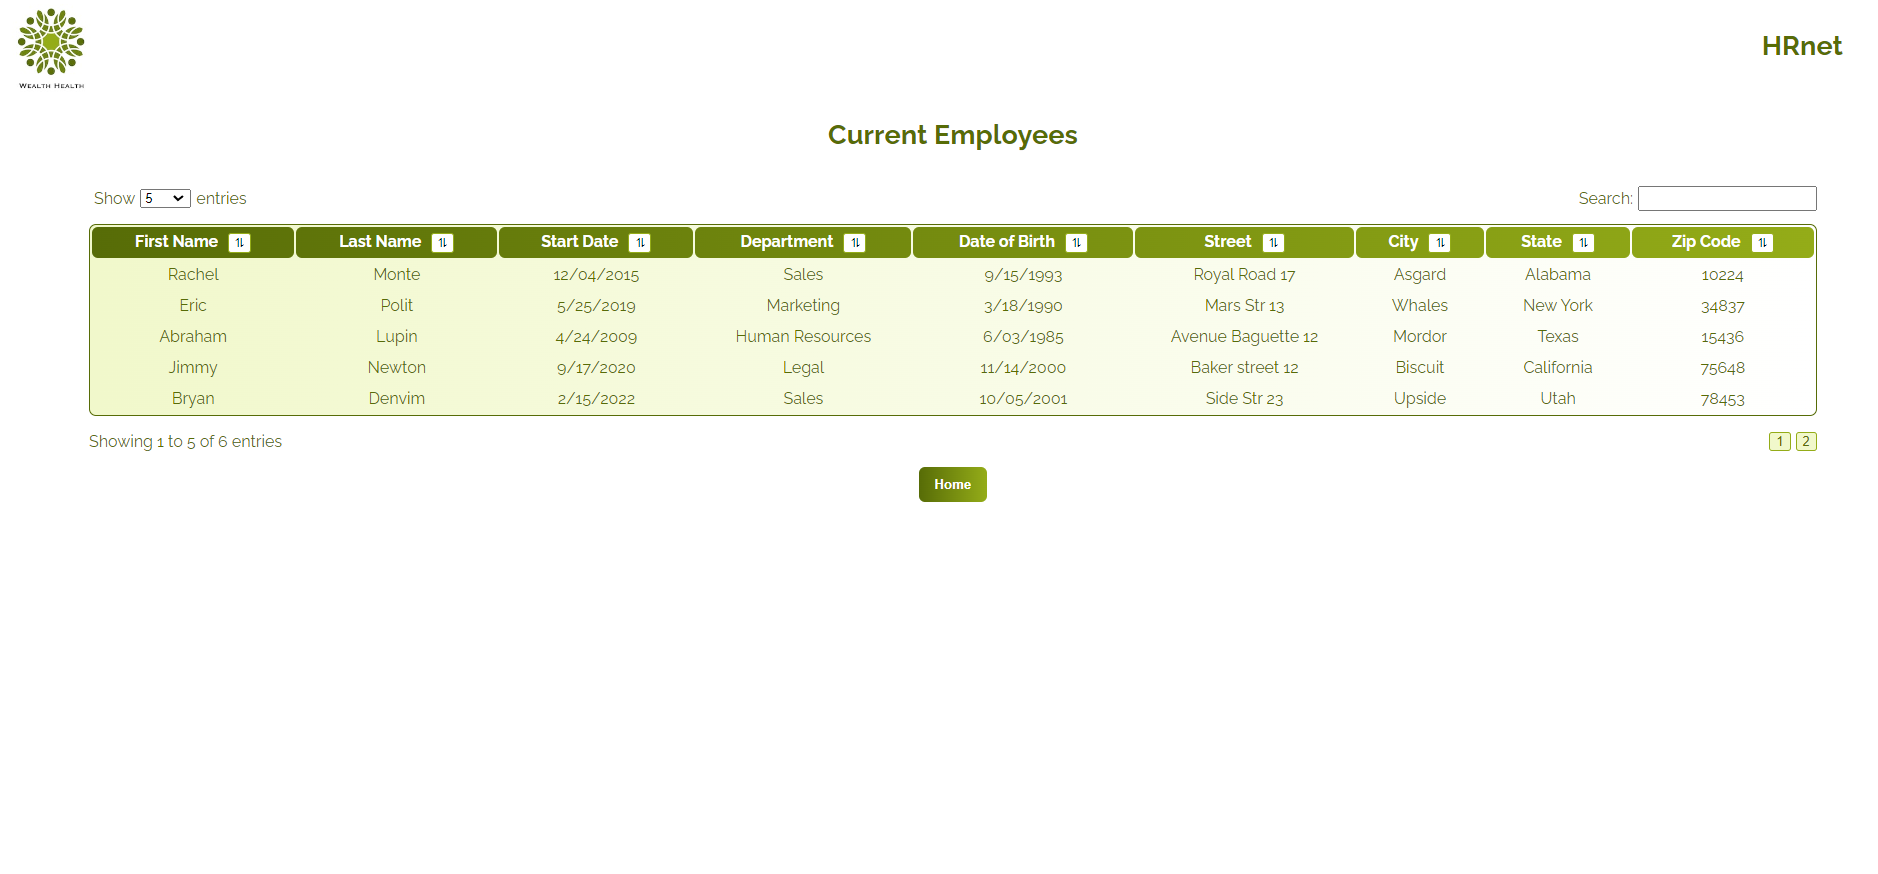 WEALTH HEALTH
HRnet
Current Employees
Show 5 entries Search:
First Name Last Name Start Date Department Date of Birth Street City State Zip Code
Rachel Monte 12/04/2015 Sales 9/15/1993 Royal Road 17 Asgard Alabama 10224
Eric Polit 5/25/2019 Marketing 3/18/1990 Mars Str 13 Whales New York 34837
Abraham Lupin 4/24/2009 Human Resources 6/03/1985 Avenue Baguette 12 Mordor Texas 15436
Jimmy Newton 9/17/2020 Legal 11/14/2000 Baker street 12 Biscuit California 75648
Bryan Denvim 2/15/2022 Sales 10/05/2001 Side Str 23 Upside Utah 78453
Showing 1 to 5 of 6 entries 1 2
Home